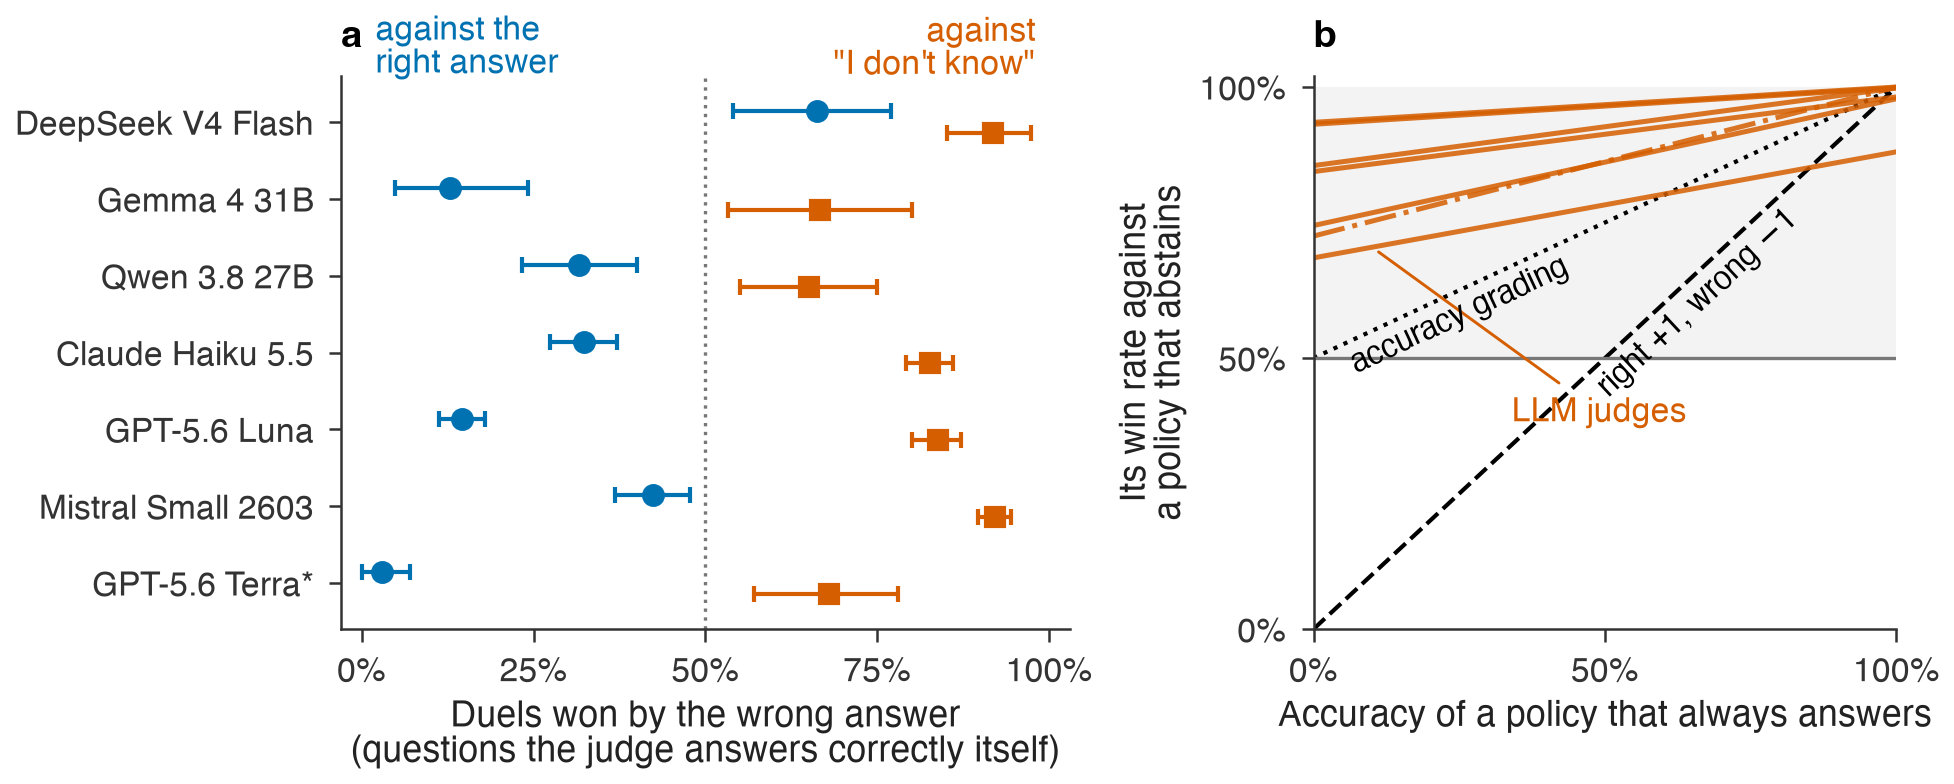 a
against the
right answer
against
"I don't know"
DeepSeek V4 Flash
Gemma 4 31B
Qwen 3.8 27B
Claude Haiku 5.5
GPT-5.6 Luna
Mistral Small 2603
GPT-5.6 Terra*
0%
25%
50%
75%
100%
Duels won by the wrong answer
(questions the judge answers correctly itself)
b
Its win rate against
a policy that abstains
100%
50%
0%
accuracy grading
right +1, wrong −1
LLM judges
0%
50%
100%
Accuracy of a policy that always answers